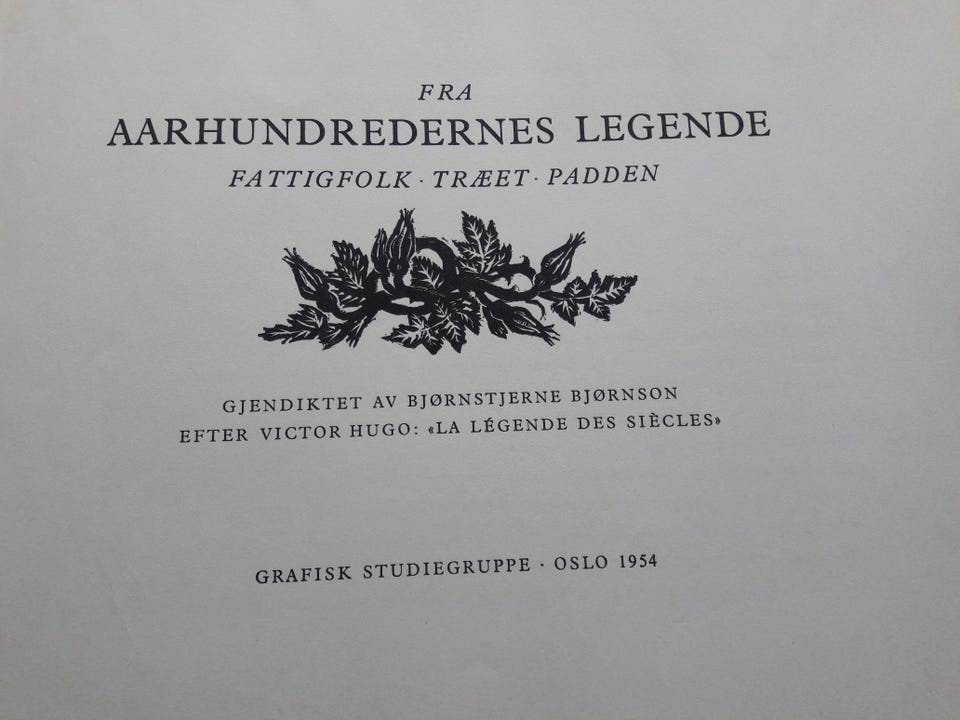 FRA
AARHUNDREDERNES LEGENDE
FATTIGFOLK · TRÆET · PADDEN
GJENDIKTET AV BJØRNSTJERNE BJØRNSON
EFTER VICTOR HUGO: «LA LÉGENDE DES SIÈCLES»
GRAFISK STUDIEGRUPPE · OSLO 1954